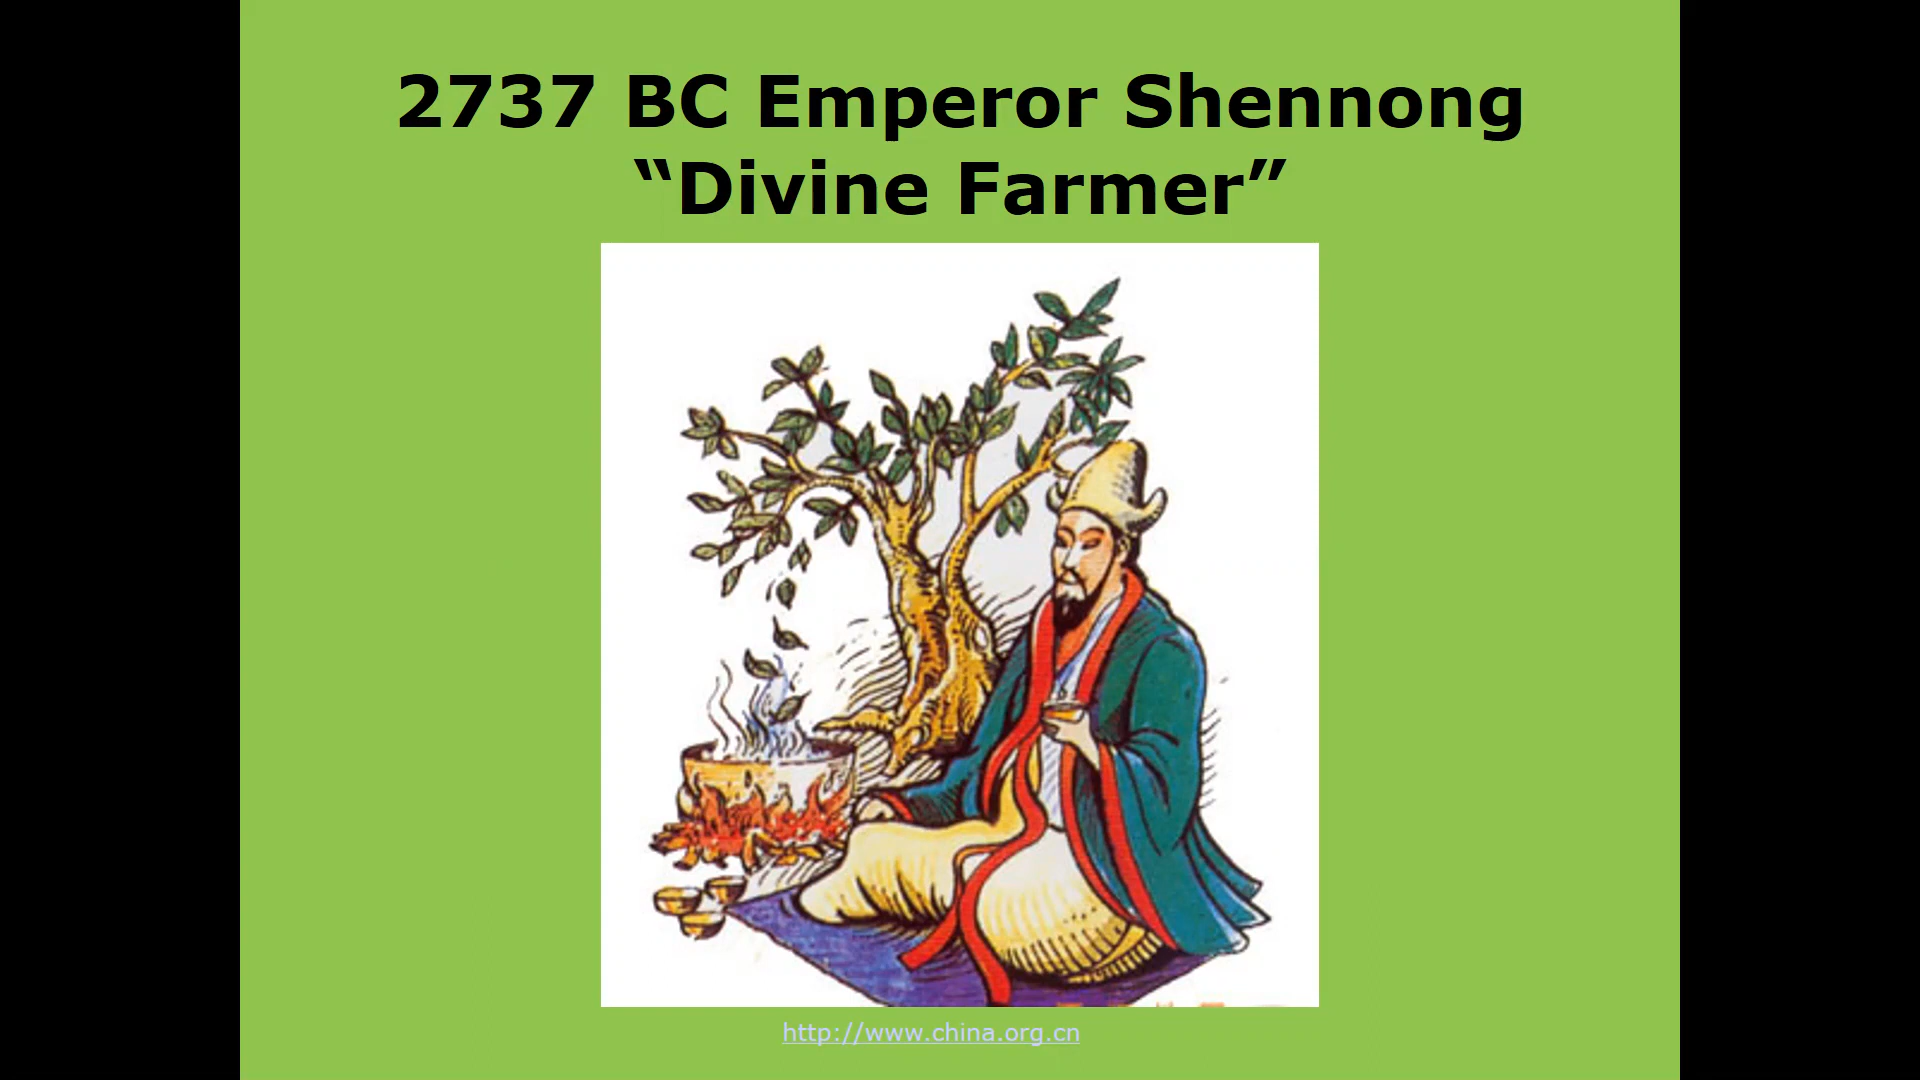 2737 BC Emperor Shennong
“Divine Farmer”
http://www.china.org.cn